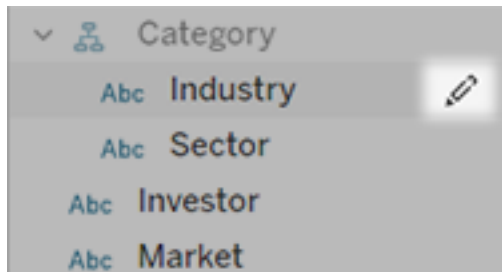 Category
Abc Industry
Abc Sector
Abc Investor
Abc Market